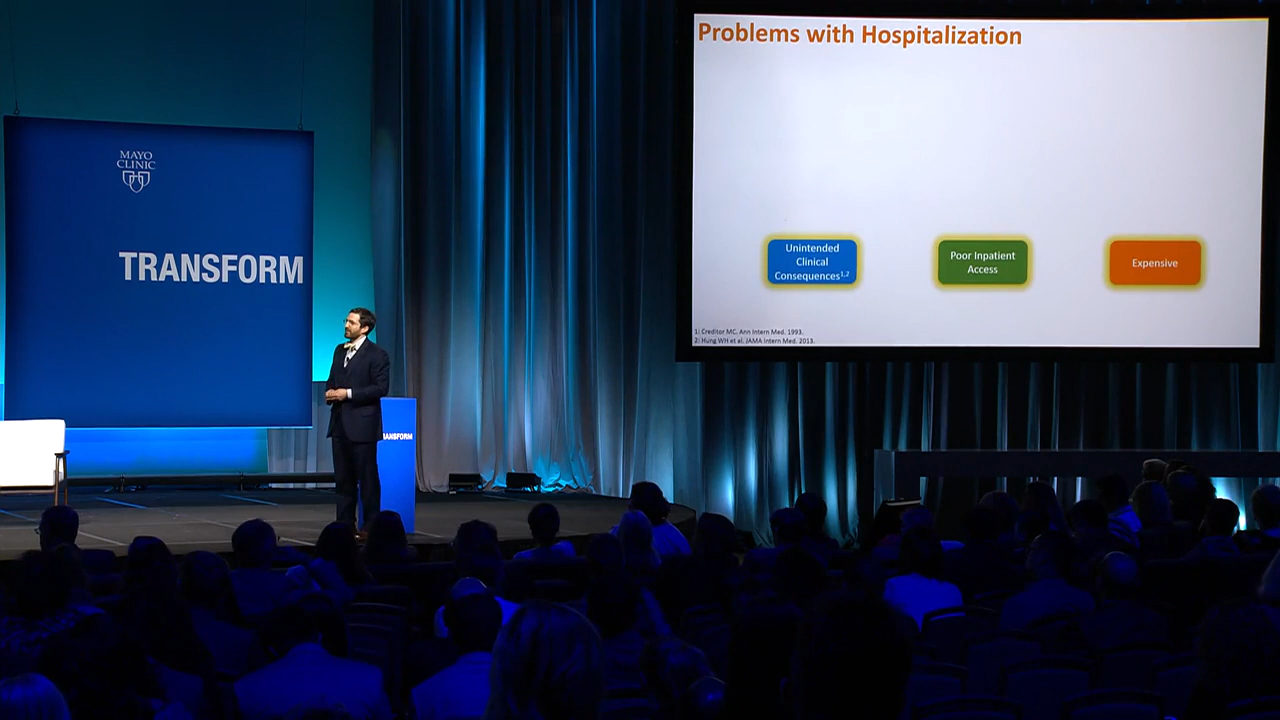 MAYO
CLINIC
TRANSFORM
ANSFORM
Problems with Hospitalization
Unintended
Clinical
Consequences1,2
Poor Inpatient
Access
Expensive
1: Creditor MC. Ann Intern Med. 1993.
2: Hung WH et al. JAMA Intern Med. 2013.